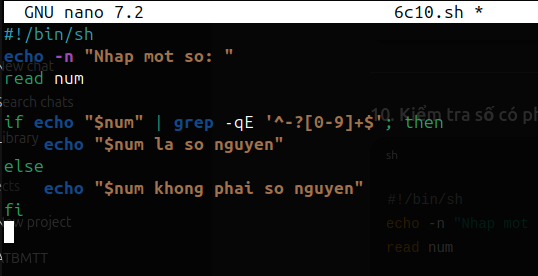 GNU nano 7.2 6c10.sh *
#!/bin/sh
echo -n "Nhap mot so: "
read num
if echo "$num" | grep -qE '^-?[0-9]+$'; then
echo "$num la so nguyen"
else
echo "$num khong phai so nguyen"
fi
New chat
Search chats
Library
project
ATBMTT
10. Kiểm tra số có ph
sh
#!/bin/sh
echo -n "Nhap mot
read num